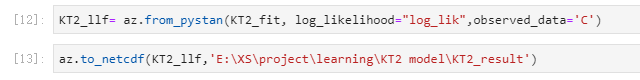 [12]: KT2_llf= az.from_pystan(KT2_fit, log_likelihood="log_lik",observed_data='C')
[13]: az.to_netcdf(KT2_llf,'E:\XS\project\learning\KT2 model\KT2_result')